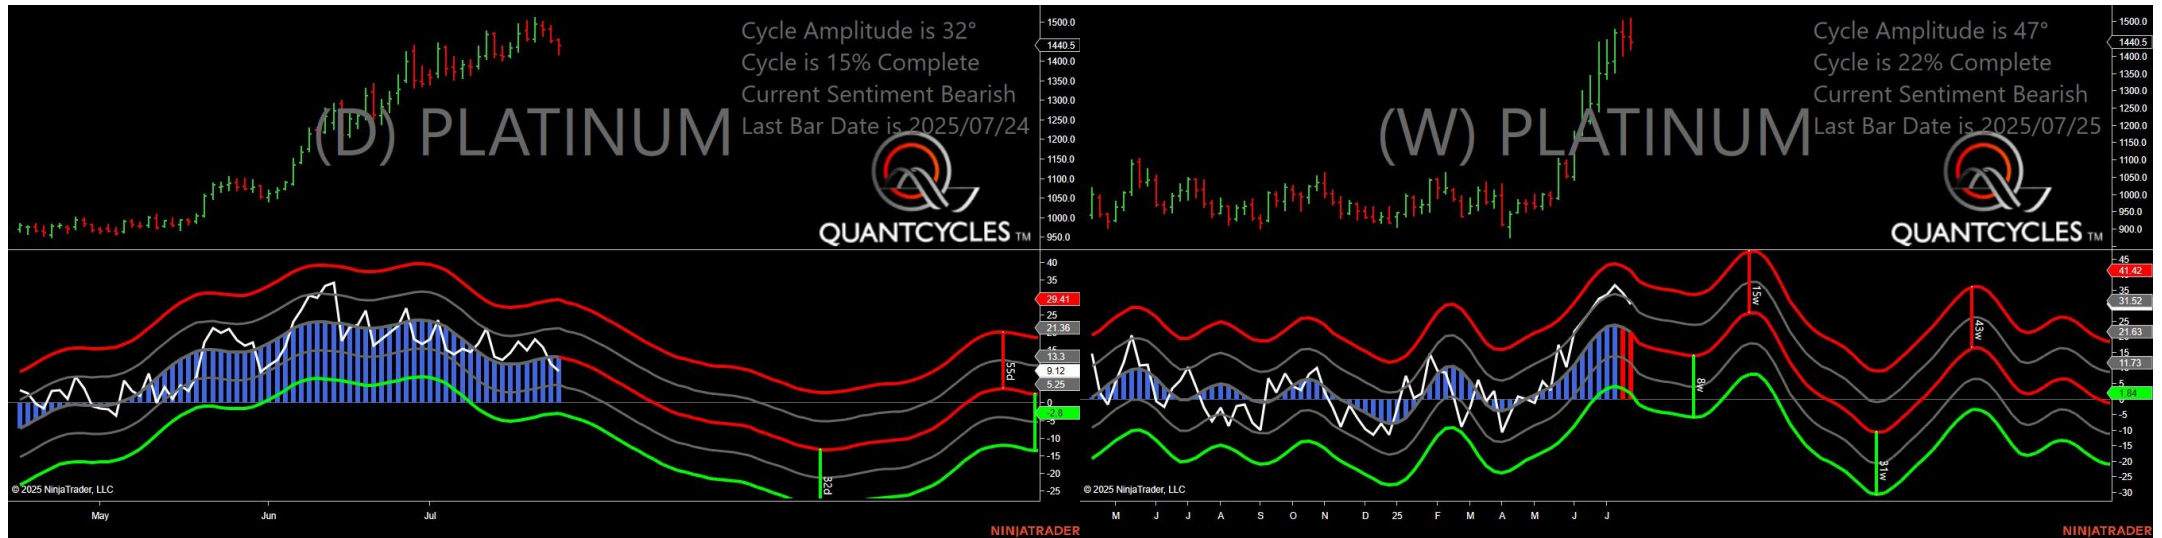 Cycle Amplitude is 32°
Cycle is 15% Complete
Current Sentiment Bearish
Last Bar Date is 2025/07/24
(D) PLATINUM
QUANTCYCLES TM
1500.0
1440.5
1400.0
1350.0
1300.0
1250.0
1200.0
1150.0
1100.0
1050.0
1000.0
950.0
40
35
29.41
21.36
15
13.3
9.12
5.25
0
-2.8
-10
-15
-20
-25
55d
32d
© 2025 NinjaTrader, LLC
May
Jun
Jul
NINJATRADER
Cycle Amplitude is 47°
Cycle is 22% Complete
Current Sentiment Bearish
Last Bar Date is 2025/07/25
(W) PLATINUM
QUANTCYCLES TM
1500.0
1440.5
1400.0
1350.0
1300.0
1250.0
1200.0
1150.0
1100.0
1050.0
1000.0
950.0
900.0
45
41.42
35
31.52
25
21.63
15
11.73
5
1.84
-5
-10
-15
-20
-25
-30
15w
8w
43w
31w
© 2025 NinjaTrader, LLC
M J J A S O N D 25 F M A M J J
NINJATRADER